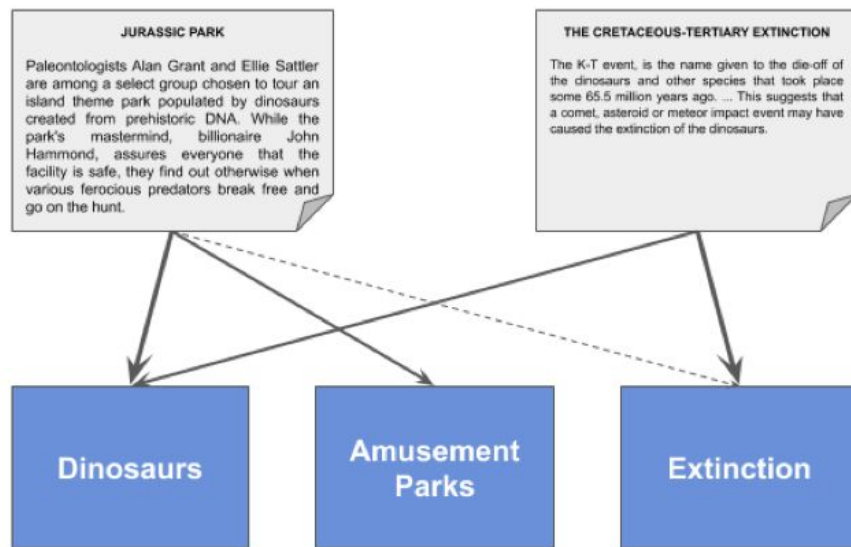 JURASSIC PARK
Paleontologists Alan Grant and Ellie Sattler
are among a select group chosen to tour an
island theme park populated by dinosaurs
created from prehistoric DNA. While the
park's mastermind, billionaire John
Hammond, assures everyone that the
facility is safe, they find out otherwise when
various ferocious predators break free and
go on the hunt.
THE CRETACEOUS-TERTIARY EXTINCTION
The K-T event, is the name given to the die-off of
the dinosaurs and other species that took place
some 65.5 million years ago. ... This suggests that
a comet, asteroid or meteor impact event may have
caused the extinction of the dinosaurs.
Dinosaurs
Amusement
Parks
Extinction